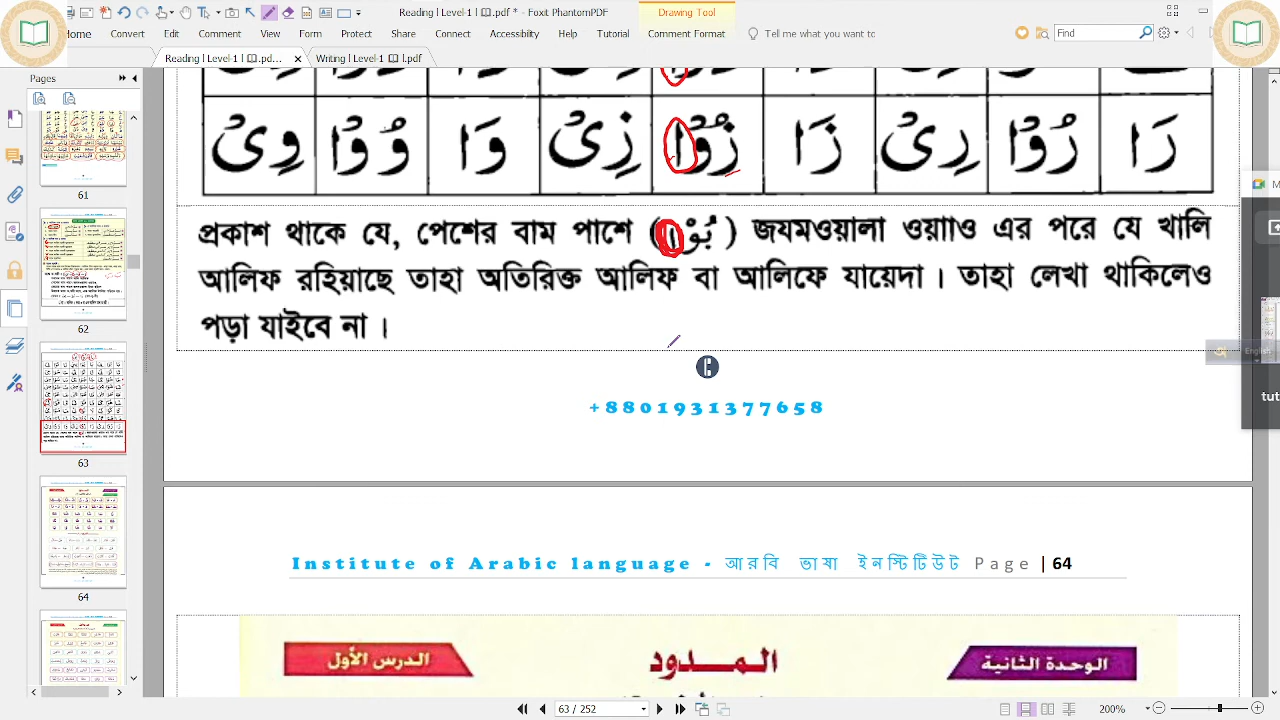 Reading l Level-1 l .pdf * - Foxit PhantomPDF
Drawing Tool
Home Convert Edit Comment View Form Protect Share Connect Accessibility Help Tutorial Comment Format Tell me what you want to Find
Reading l Level-1 l ...
Writing l Level-1 l.pdf
Pages
رَا رُوْا رِىْ زَا زُوْا زِىْ وَا وُوْا وِىْ
প্রকাশ থাকে যে, পেশের বাম পাশে (بُوْا) জযমওয়ালা ওয়াাও এর পরে যে খালি
আলিফ রহিয়াছে তাহা অতিরিক্ত আলিফ বা আলিফে যায়েদা। তাহা লেখা থাকিলেও
পড়া যাইবে না।
+8801931377658
Institute of Arabic language - আরবি ভাষা ইনস্টিটিউট Page | 64
الوحدة الثانية
المدود
الدرس الأول
61
62
63
64
English
tut
63 / 252
200%